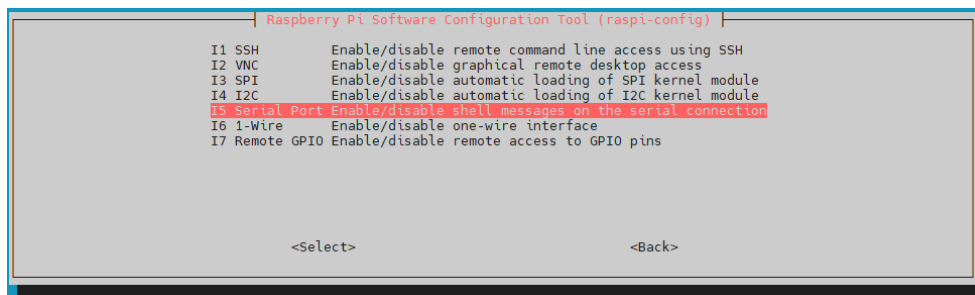 Raspberry Pi Software Configuration Tool (raspi-config)
I1 SSH Enable/disable remote command line access using SSH
I2 VNC Enable/disable graphical remote desktop access
I3 SPI Enable/disable automatic loading of SPI kernel module
I4 I2C Enable/disable automatic loading of I2C kernel module
I5 Serial Port Enable/disable shell messages on the serial connection
I6 1-Wire Enable/disable one-wire interface
I7 Remote GPIO Enable/disable remote access to GPIO pins
<Select> <Back>